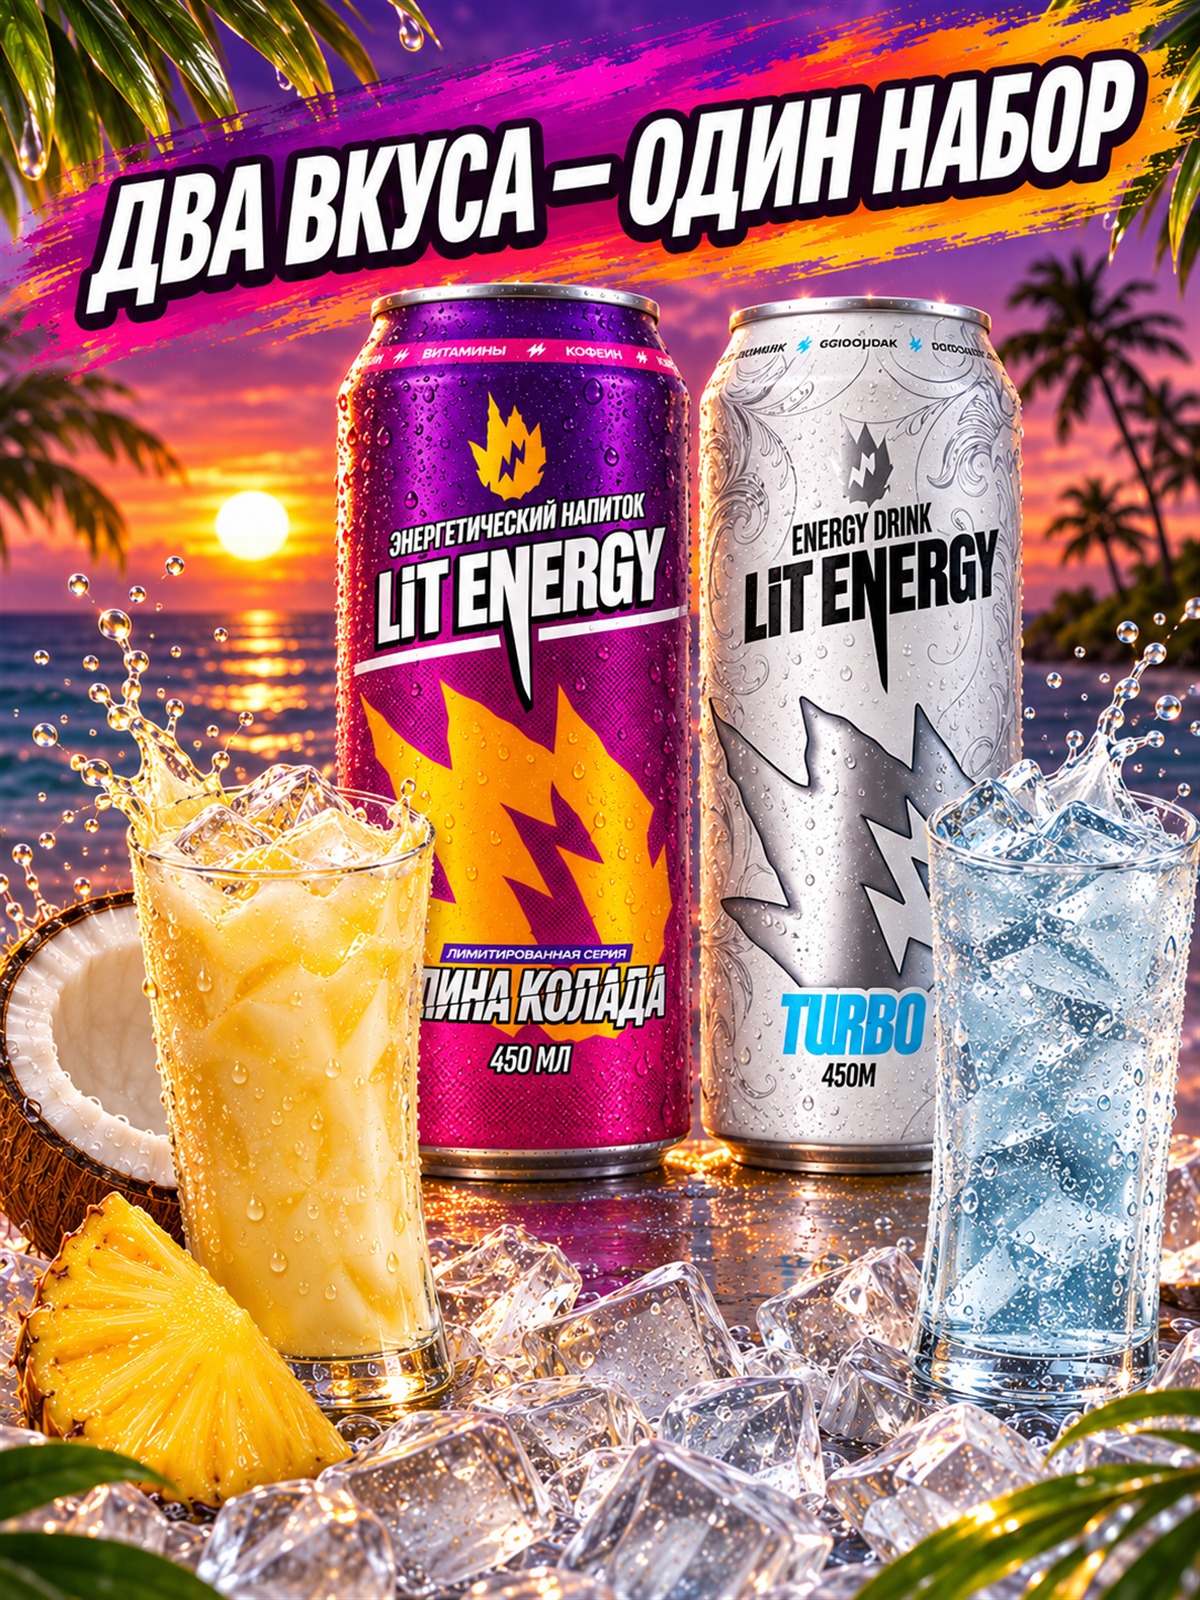 ДВА ВКУСА – ОДИН НАБОР
ВИТАМИНЫ КОФЕИН
ЭНЕРГЕТИЧЕСКИЙ НАПИТОК
LiT ENERGY
ЛИМИТИРОВАННАЯ СЕРИЯ
ПИНА КОЛАДА
450 МЛ
ENERGY DRINK
LiT ENERGY
TURBO
450М